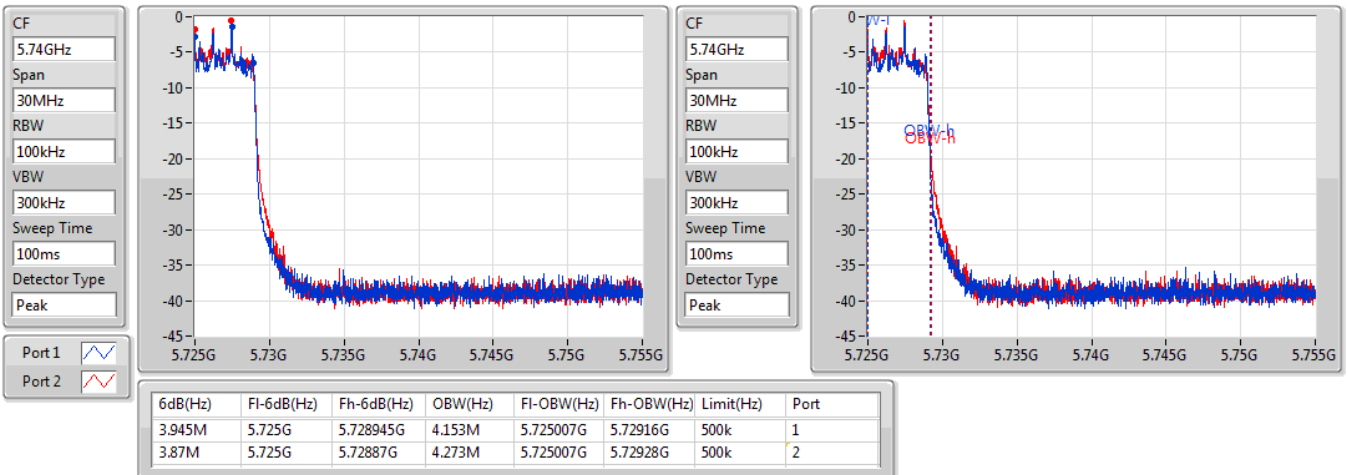 CF
5.74GHz
Span
30MHz
RBW
100kHz
VBW
300kHz
Sweep Time
100ms
Detector Type
Peak
Port 1
Port 2
0
-5
-10
-15
-20
-25
-30
-35
-40
-45
5.725G 5.73G 5.735G 5.74G 5.745G 5.75G 5.755G
CF
5.74GHz
Span
30MHz
RBW
100kHz
VBW
300kHz
Sweep Time
100ms
Detector Type
Peak
0
-5
-10
-15
-20
-25
-30
-35
-40
-45
OBW-h
OBW-h
5.725G 5.73G 5.735G 5.74G 5.745G 5.75G 5.755G
6dB(Hz) Fl-6dB(Hz) Fh-6dB(Hz) OBW(Hz) Fl-OBW(Hz) Fh-OBW(Hz) Limit(Hz) Port
3.945M 5.725G 5.728945G 4.153M 5.725007G 5.72916G 500k 1
3.87M 5.725G 5.72887G 4.273M 5.725007G 5.72928G 500k 2